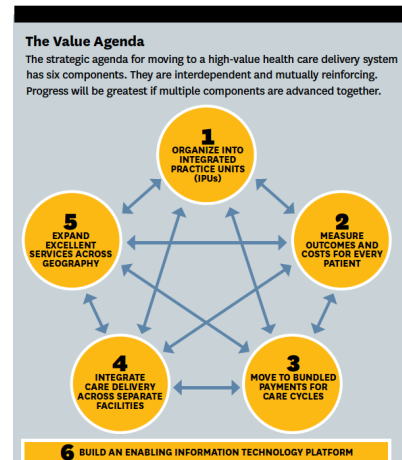 The Value Agenda
The strategic agenda for moving to a high-value health care delivery system
has six components. They are interdependent and mutually reinforcing.
Progress will be greatest if multiple components are advanced together.
1
ORGANIZE INTO
INTEGRATED
PRACTICE UNITS
(IPUs)
2
MEASURE
OUTCOMES AND
COSTS FOR EVERY
PATIENT
3
MOVE TO BUNDLED
PAYMENTS FOR
CARE CYCLES
4
INTEGRATE
CARE DELIVERY
ACROSS SEPARATE
FACILITIES
5
EXPAND
EXCELLENT
SERVICES ACROSS
GEOGRAPHY
6 BUILD AN ENABLING INFORMATION TECHNOLOGY PLATFORM